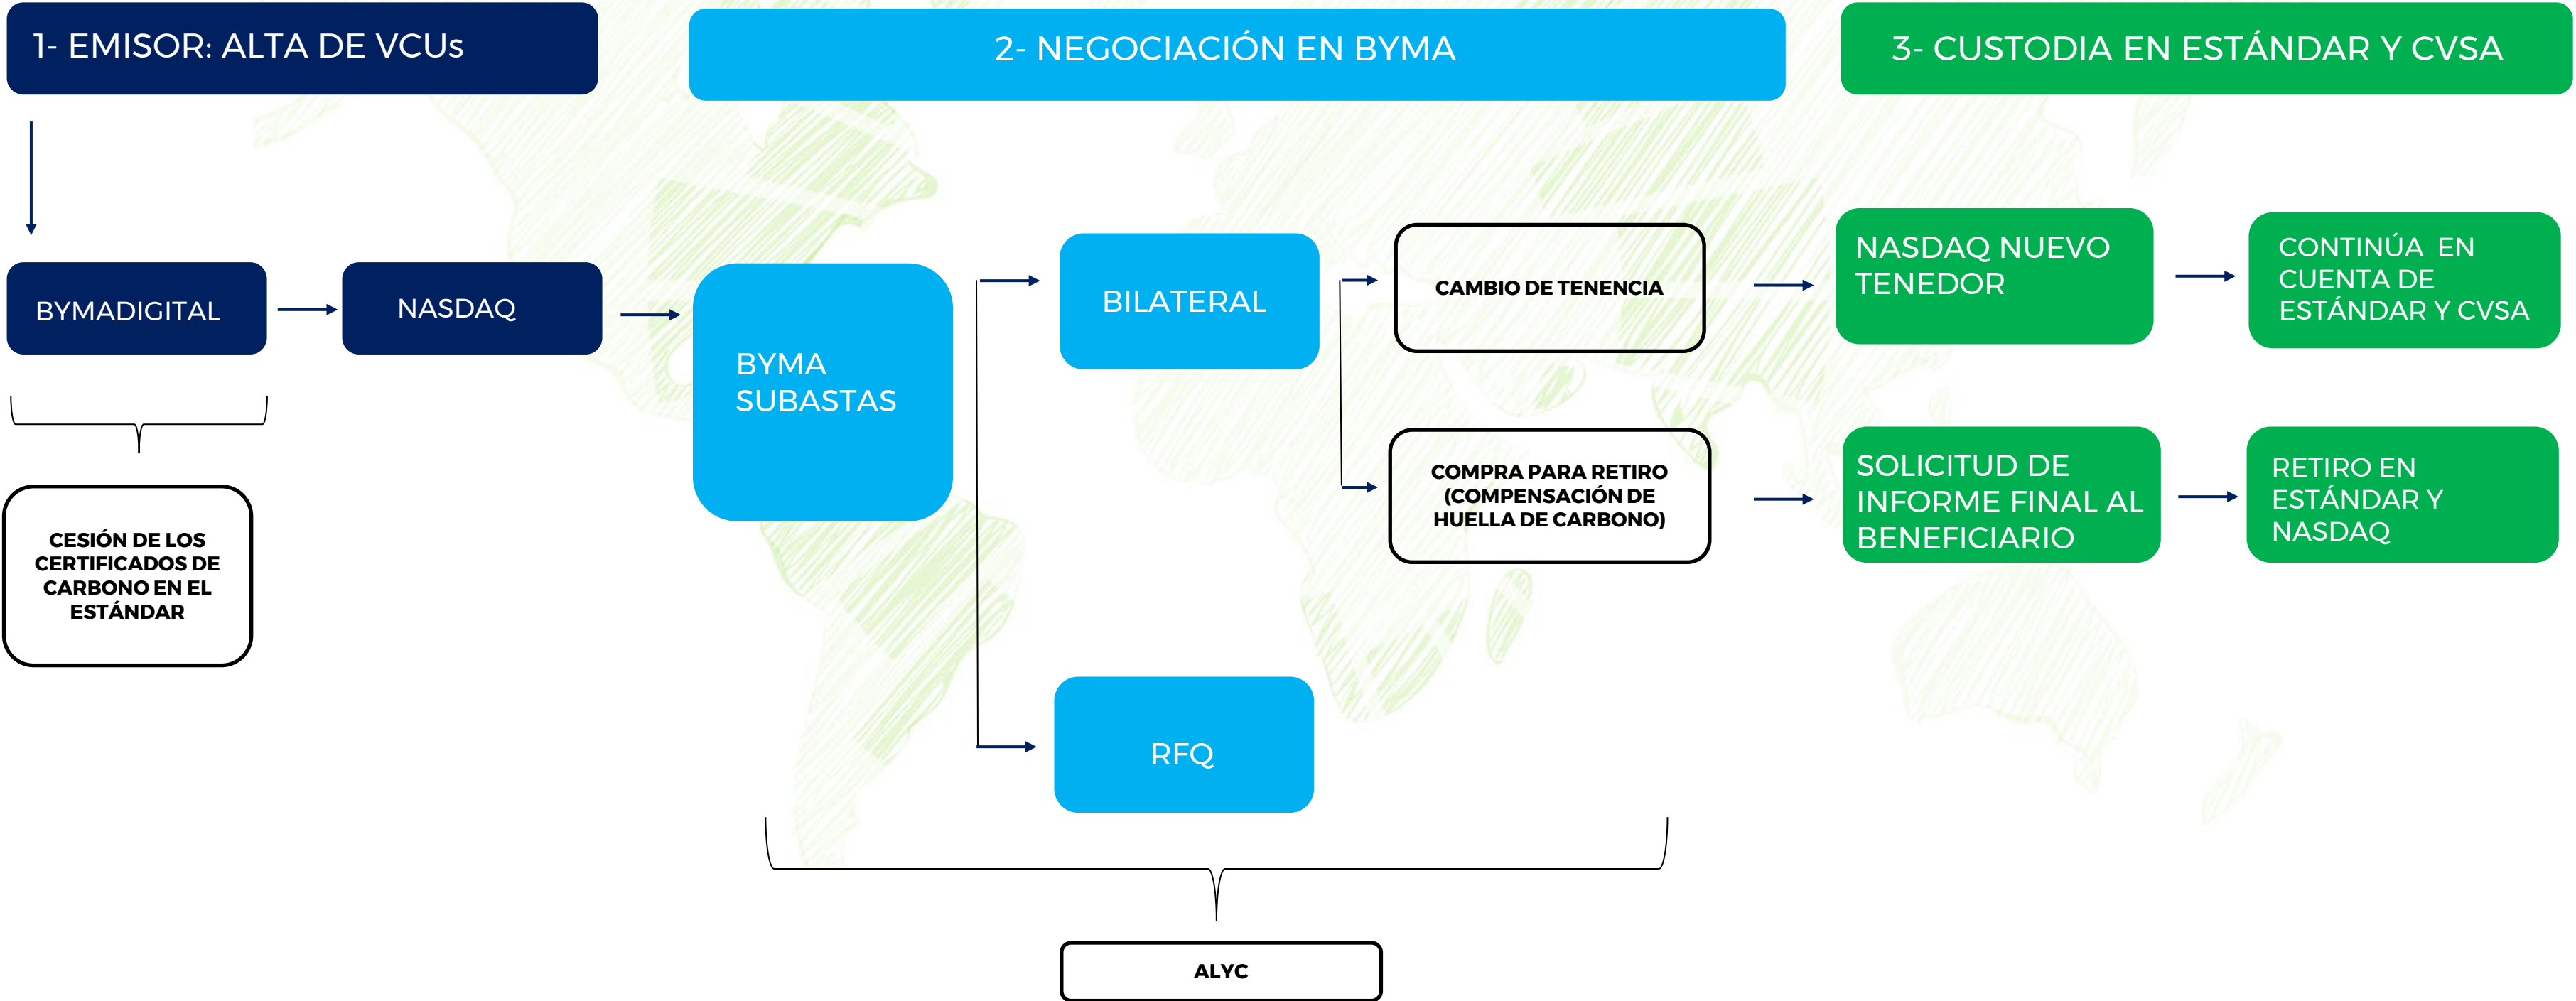 1- EMISOR: ALTA DE VCUs
2- NEGOCIACIÓN EN BYMA
3- CUSTODIA EN ESTÁNDAR Y CVSA
BYMADIGITAL
NASDAQ
CESIÓN DE LOS
CERTIFICADOS DE
CARBONO EN EL
ESTÁNDAR
BYMA
SUBASTAS
BILATERAL
RFQ
CAMBIO DE TENENCIA
COMPRA PARA RETIRO
(COMPENSACIÓN DE
HUELLA DE CARBONO)
ALYC
NASDAQ NUEVO
TENEDOR
CONTINÚA EN
CUENTA DE
ESTÁNDAR Y CVSA
SOLICITUD DE
INFORME FINAL AL
BENEFICIARIO
RETIRO EN
ESTÁNDAR Y
NASDAQ